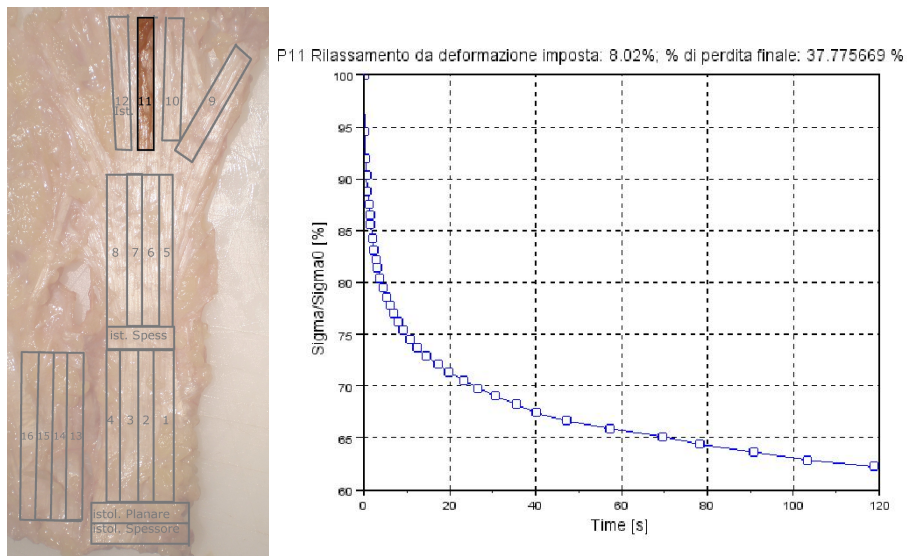 12
Ist.
11
10
9
8 7 6 5
ist. Spess
4 3 2 1
16 15 14 13
istol. Planare
istol. Spessore
P11 Rilassamento da deformazione imposta: 8.02%; % di perdita finale: 37.775669 %
Sigma/Sigma0 [%]
100
95
90
85
80
75
70
65
60
0 20 40 60 80 100 120
Time [s]